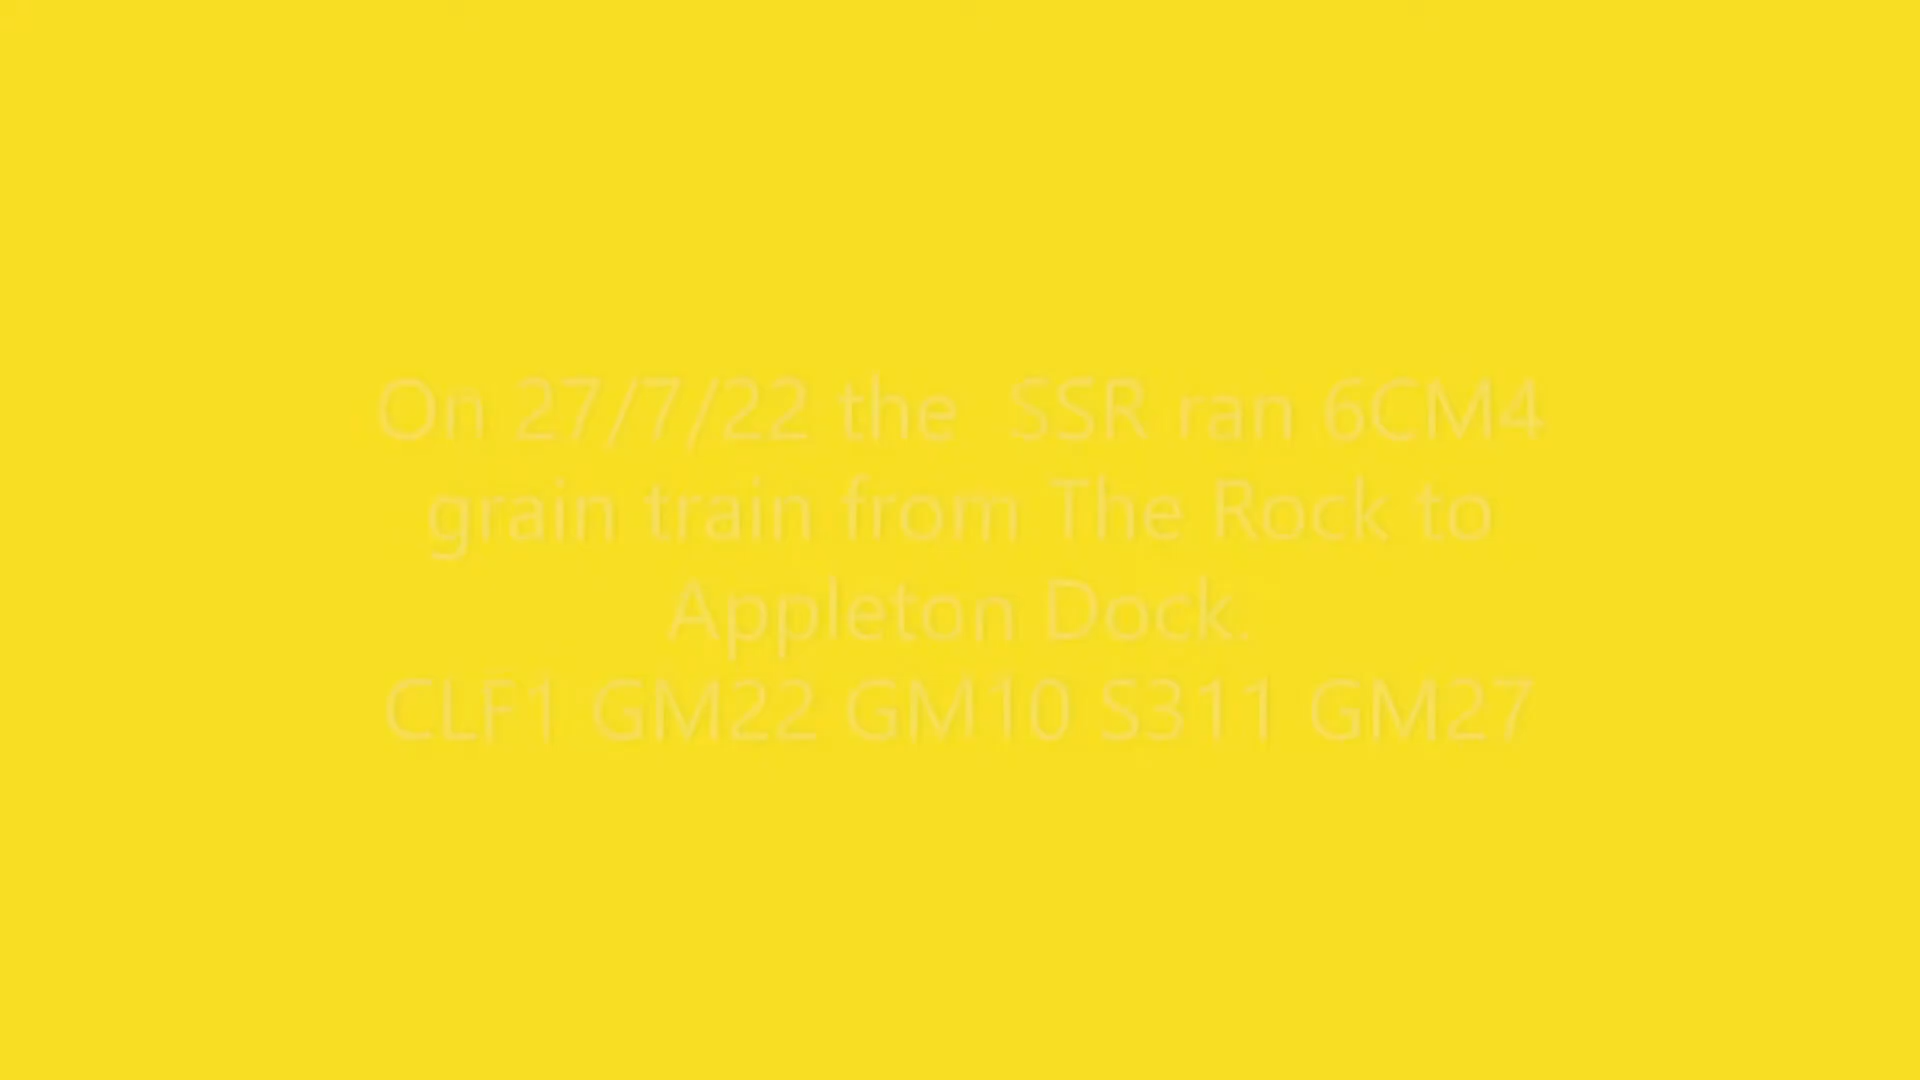 On 27/7/22 the  SSR ran 6CM4
grain train from The Rock to
Appleton Dock.
CLF1 GM22 GM10 S311 GM27